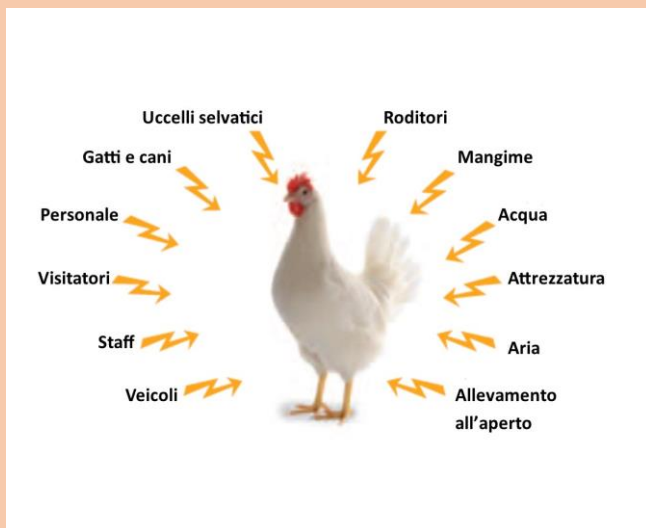 Uccelli selvatici
Roditori
Gatti e cani
Mangime
Personale
Acqua
Visitatori
Attrezzatura
Staff
Aria
Veicoli
Allevamento
all’aperto